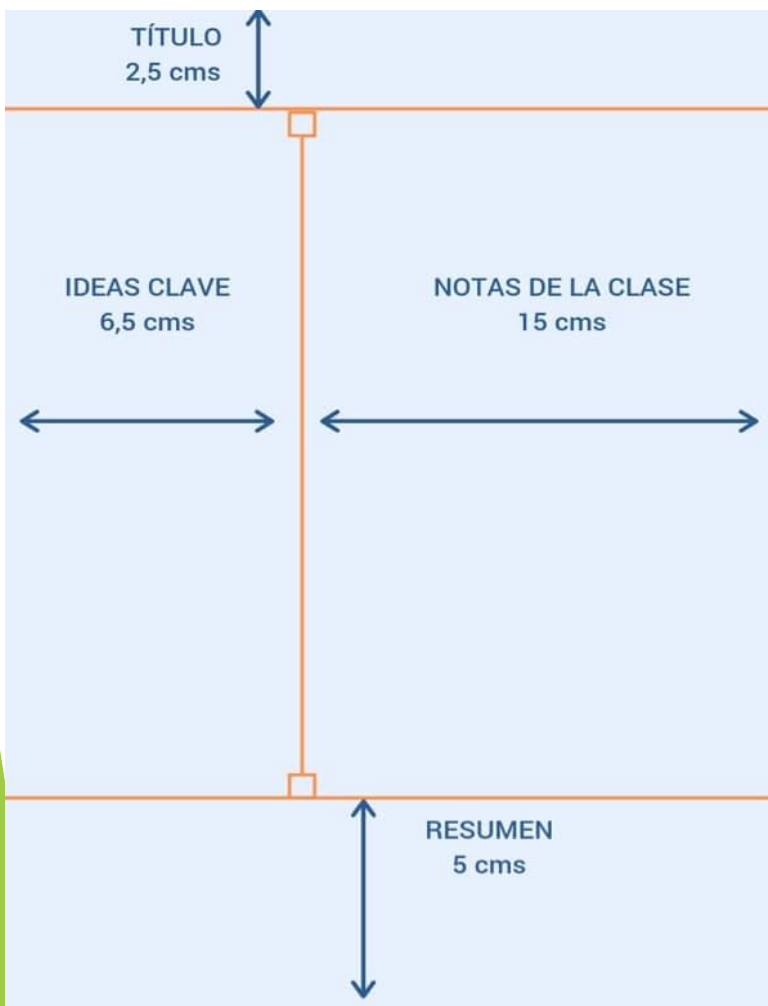 TÍTULO
2,5 cms
IDEAS CLAVE
6,5 cms
NOTAS DE LA CLASE
15 cms
RESUMEN
5 cms